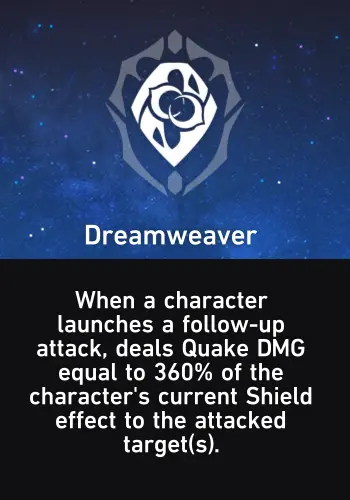 Dreamweaver
When a character
launches a follow-up
attack, deals Quake DMG
equal to 360% of the
character's current Shield
effect to the attacked
target(s).